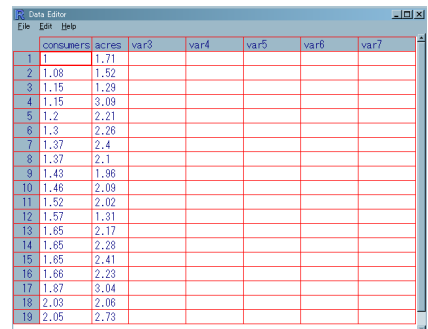 Data Editor
File Edit Help
consumers acres var3 var4 var5 var6 var7
1 1 1.71
2 1.08 1.52
3 1.15 1.29
4 1.15 3.09
5 1.2 2.21
6 1.3 2.26
7 1.37 2.4
8 1.37 2.1
9 1.43 1.96
10 1.46 2.09
11 1.52 2.02
12 1.57 1.31
13 1.65 2.17
14 1.65 2.28
15 1.65 2.41
16 1.66 2.23
17 1.87 3.04
18 2.03 2.06
19 2.05 2.73